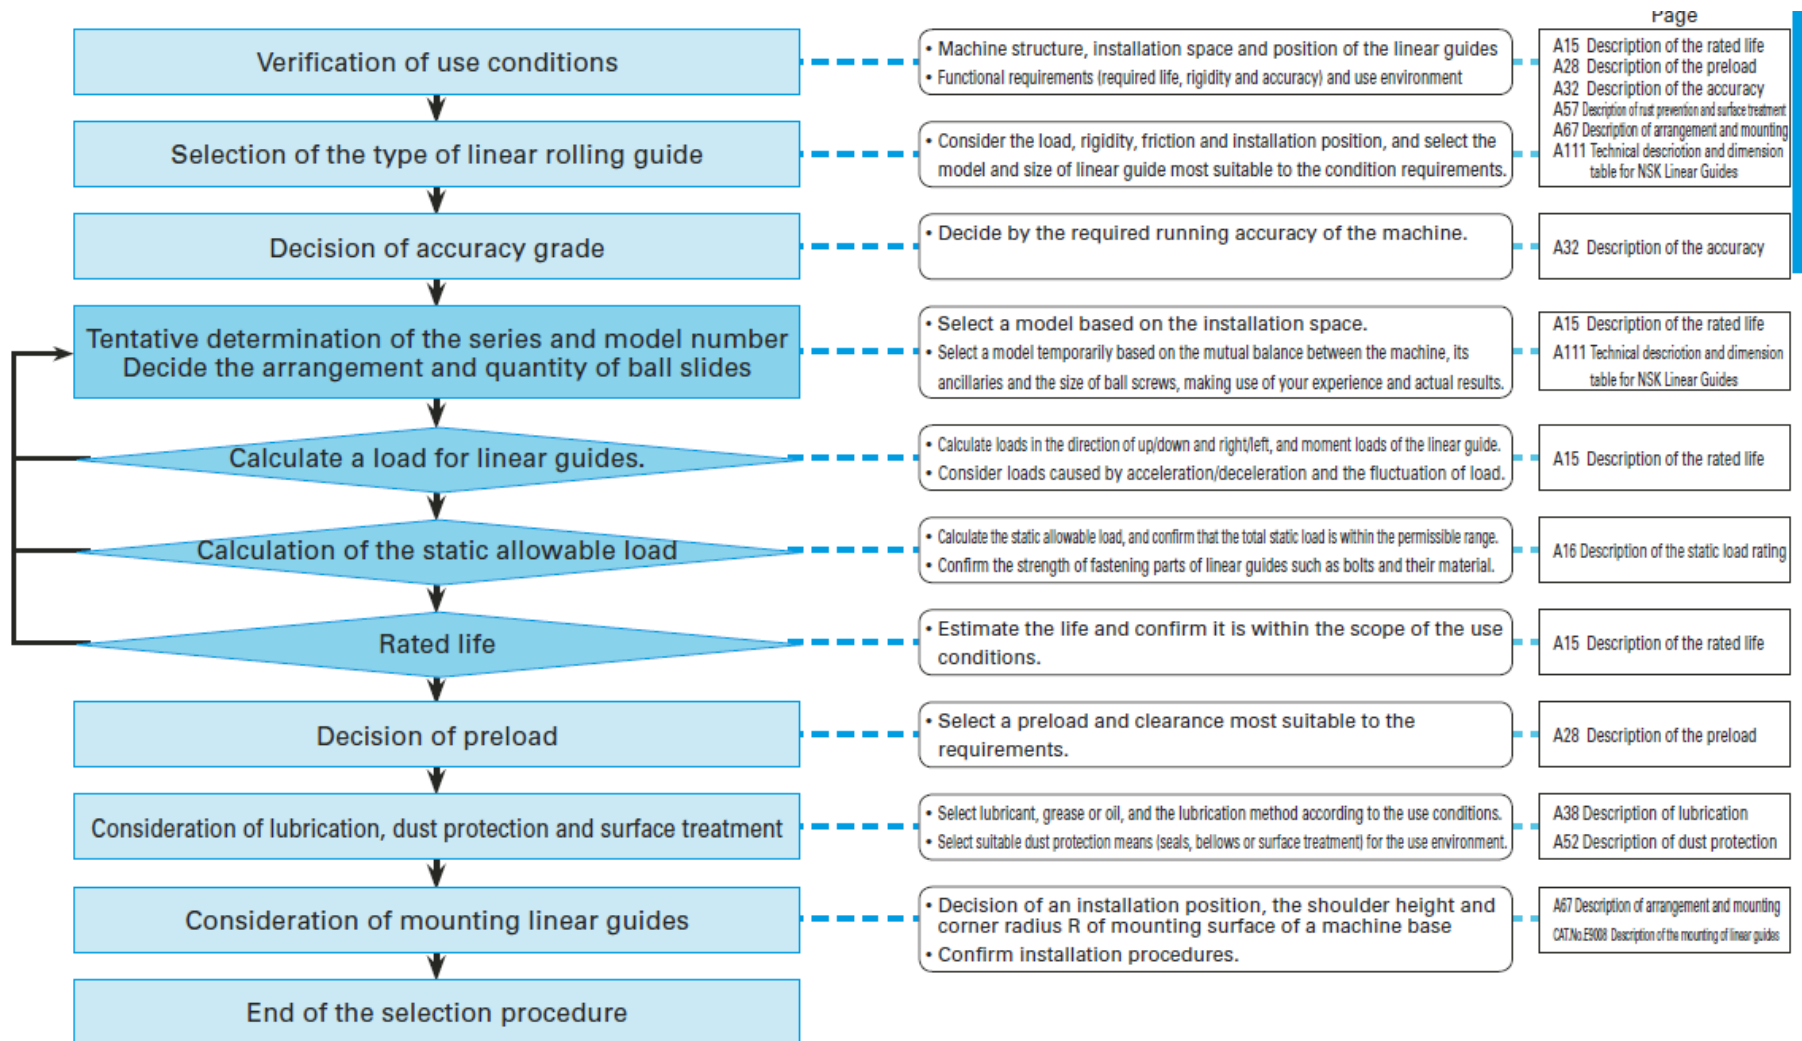 Page
Verification of use conditions
• Machine structure, installation space and position of the linear guides
• Functional requirements (required life, rigidity and accuracy) and use environment
A15 Description of the rated life
A28 Description of the preload
A32 Description of the accuracy
A57 Description of rust prevention and surface treatment
A67 Description of arrangement and mounting
A111 Technical descriotion and dimension
table for NSK Linear Guides
Selection of the type of linear rolling guide
• Consider the load, rigidity, friction and installation position, and select the
model and size of linear guide most suitable to the condition requirements.
Decision of accuracy grade
• Decide by the required running accuracy of the machine.
A32 Description of the accuracy
Tentative determination of the series and model number
Decide the arrangement and quantity of ball slides
• Select a model based on the installation space.
• Select a model temporarily based on the mutual balance between the machine, its
ancillaries and the size of ball screws, making use of your experience and actual results.
A15 Description of the rated life
A111 Technical descriotion and dimension
table for NSK Linear Guides
Calculate a load for linear guides.
• Calculate loads in the direction of up/down and right/left, and moment loads of the linear guide.
• Consider loads caused by acceleration/deceleration and the fluctuation of load.
A15 Description of the rated life
Calculation of the static allowable load
• Calculate the static allowable load, and confirm that the total static load is within the permissible range.
• Confirm the strength of fastening parts of linear guides such as bolts and their material.
A16 Description of the static load rating
Rated life
• Estimate the life and confirm it is within the scope of the use
conditions.
A15 Description of the rated life
Decision of preload
• Select a preload and clearance most suitable to the
requirements.
A28 Description of the preload
Consideration of lubrication, dust protection and surface treatment
• Select lubricant, grease or oil, and the lubrication method according to the use conditions.
• Select suitable dust protection means (seals, bellows or surface treatment) for the use environment.
A38 Description of lubrication
A52 Description of dust protection
Consideration of mounting linear guides
• Decision of an installation position, the shoulder height and
corner radius R of mounting surface of a machine base
• Confirm installation procedures.
A67 Description of arrangement and mounting
CAT.No.E9008 Description of the mounting of linear guides
End of the selection procedure